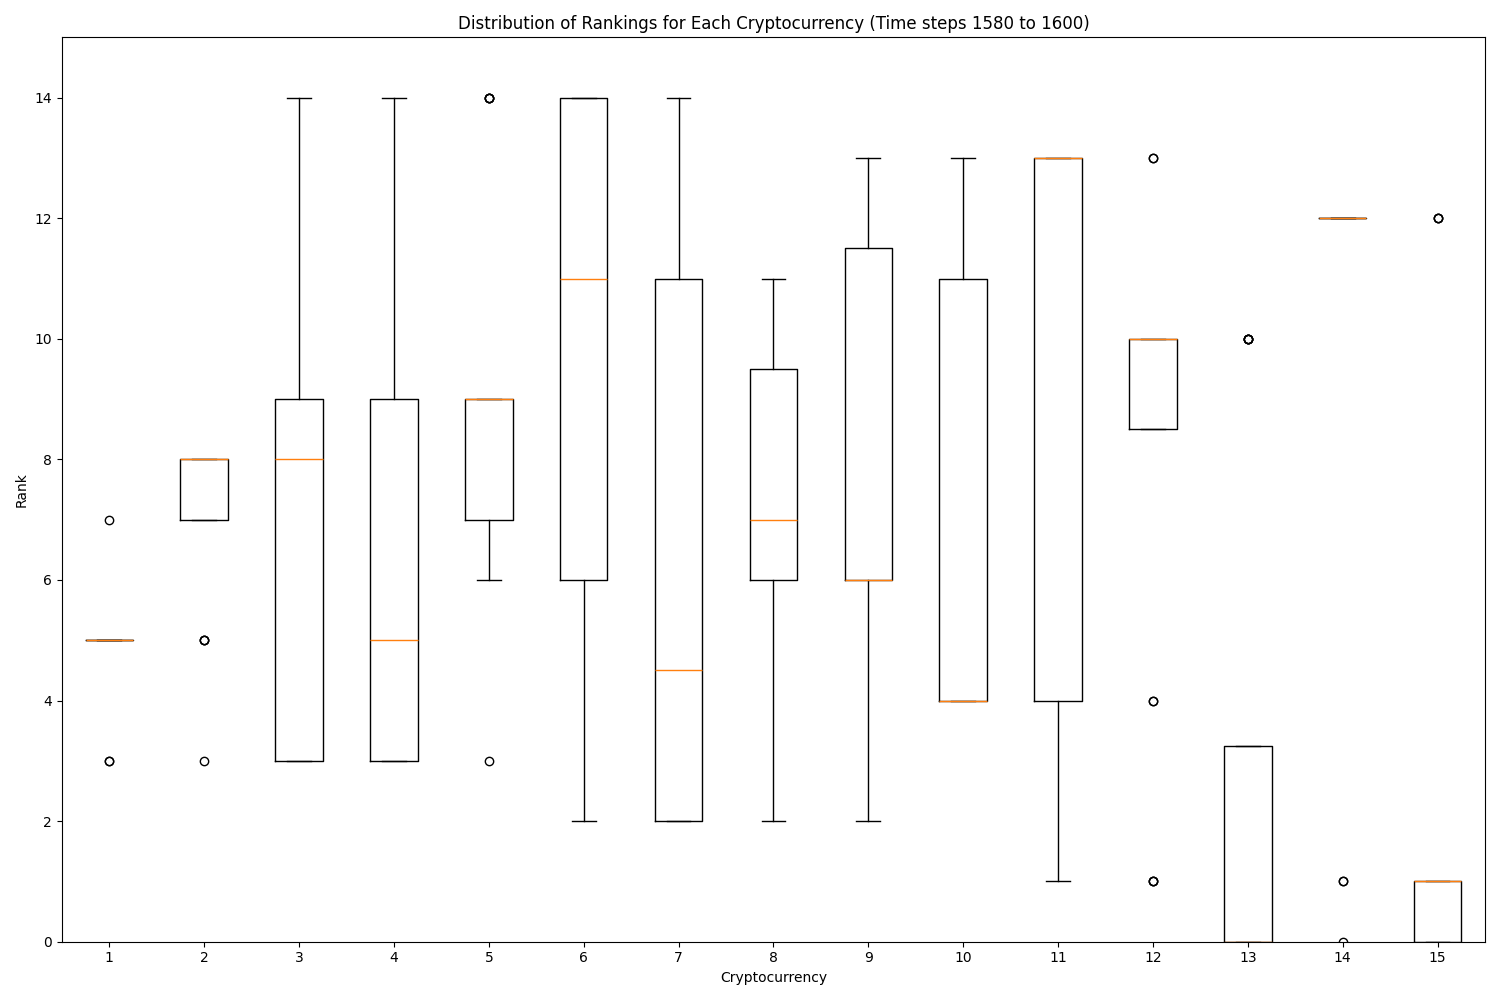 Distribution of Rankings for Each Cryptocurrency (Time steps 1580 to 1600)
Rank
14
12
10
8
6
4
2
0
1 2 3 4 5 6 7 8 9 10 11 12 13 14 15
Cryptocurrency